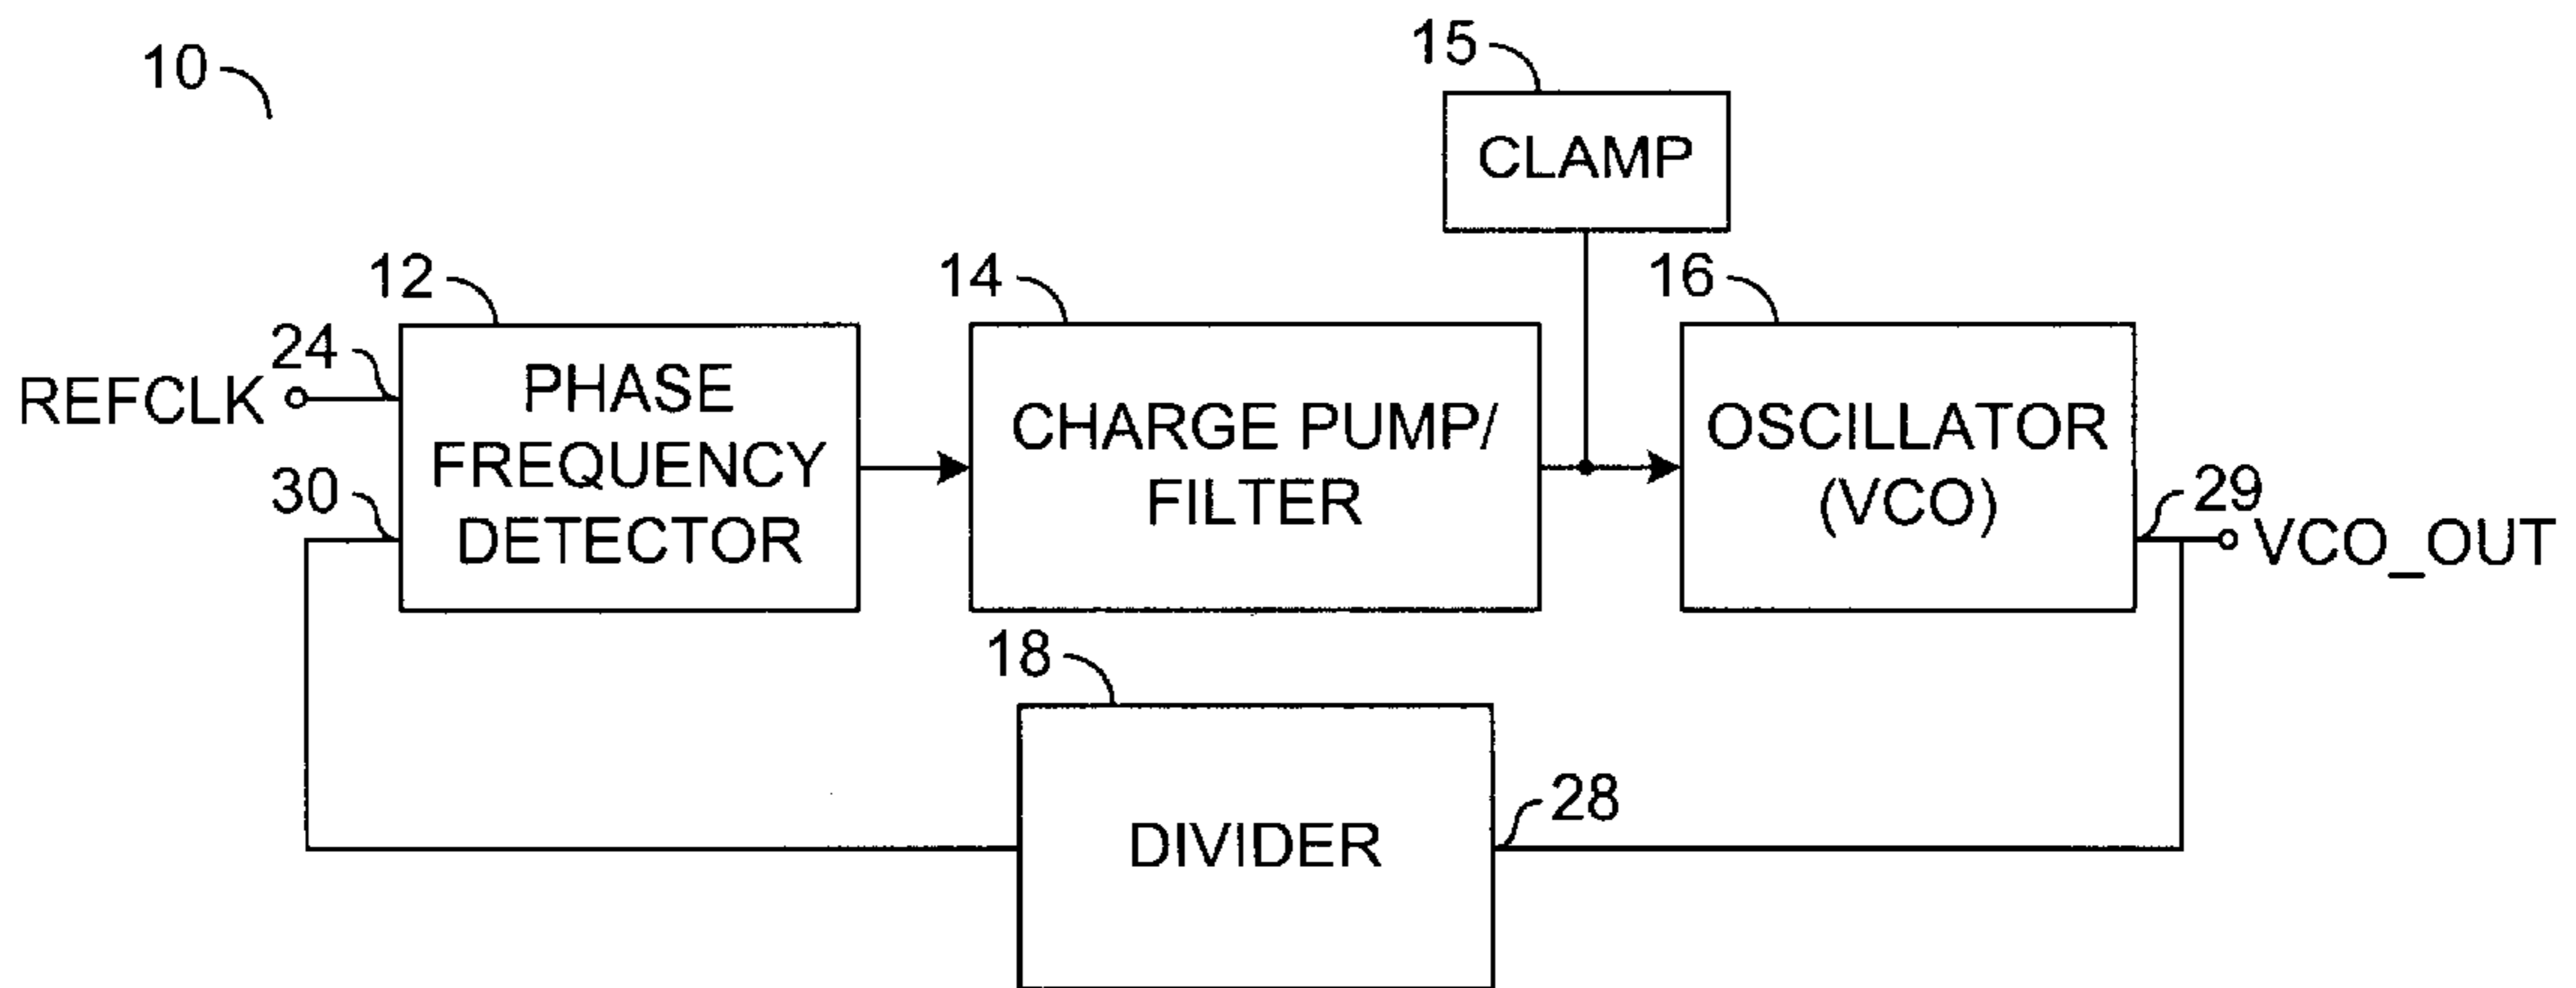 10
15
CLAMP
12
14
16
24
REFCLK
30
PHASE
FREQUENCY
DETECTOR
CHARGE PUMP/
FILTER
OSCILLATOR
(VCO)
29
VCO_OUT
18
DIVIDER
28